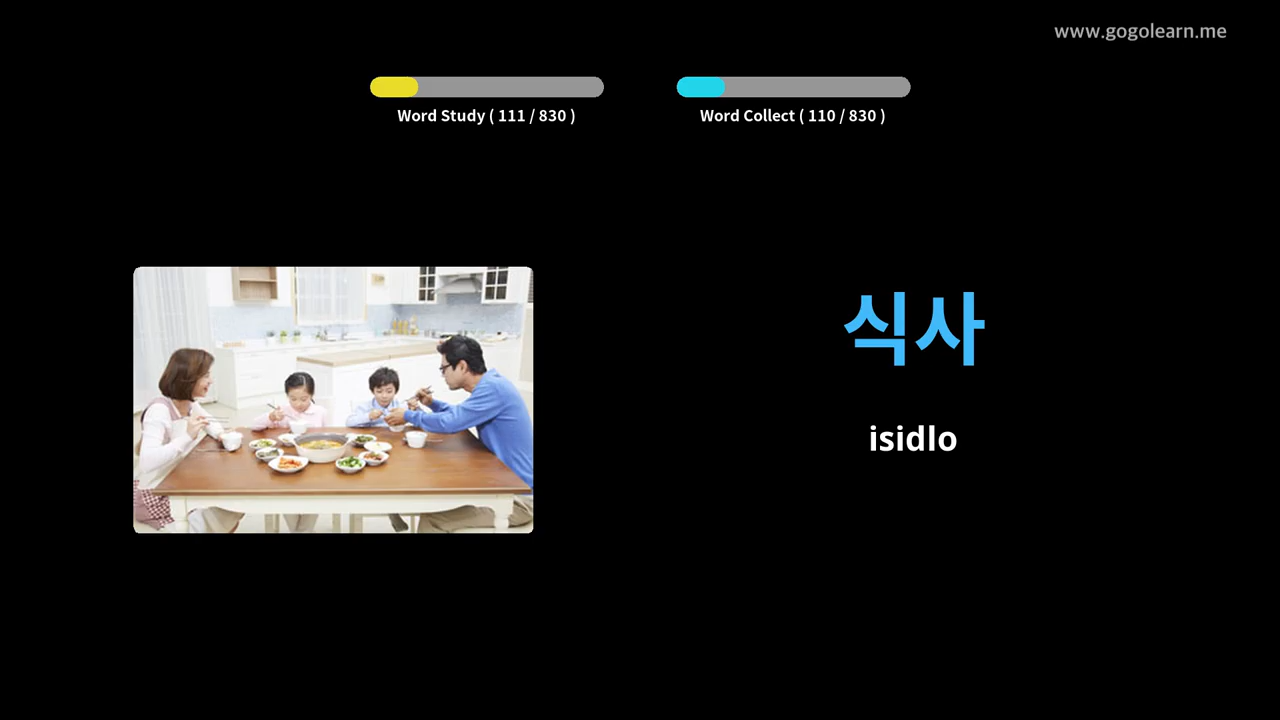 www.gogolearn.me
Word Study ( 111 / 830 )
Word Collect ( 110 / 830 )
식사
isidlo